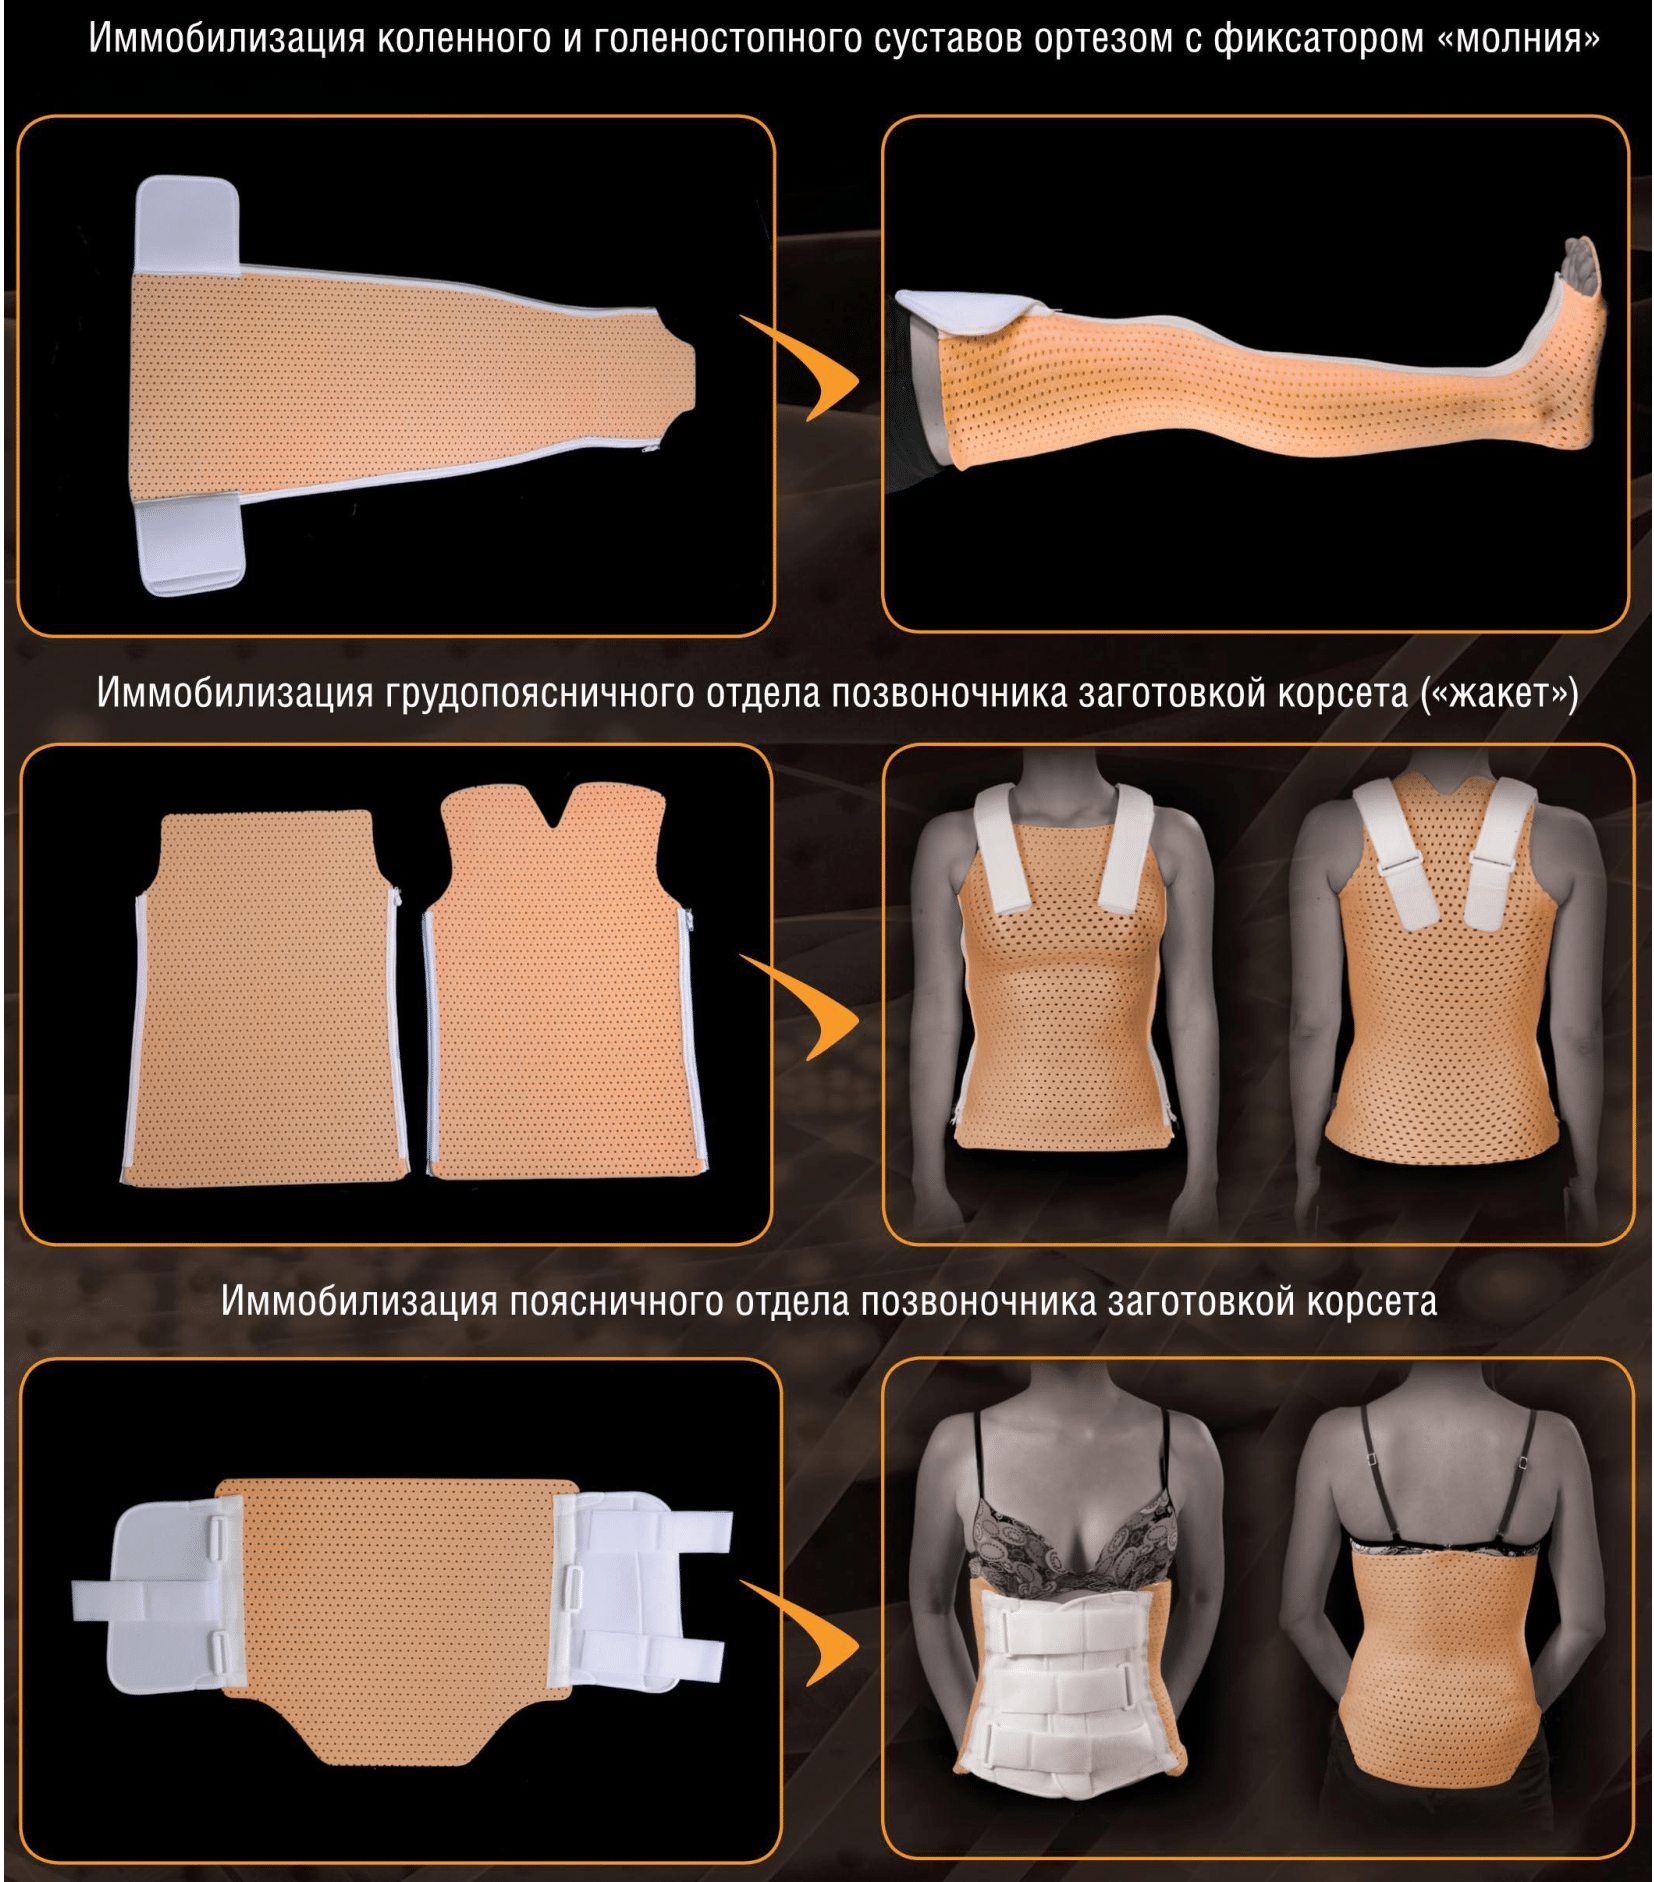 Иммобилизация коленного и голеностопного суставов ортезом с фиксатором «молния»
Иммобилизация грудопоясничного отдела позвоночника заготовкой корсета («жакет»)
Иммобилизация поясничного отдела позвоночника заготовкой корсета